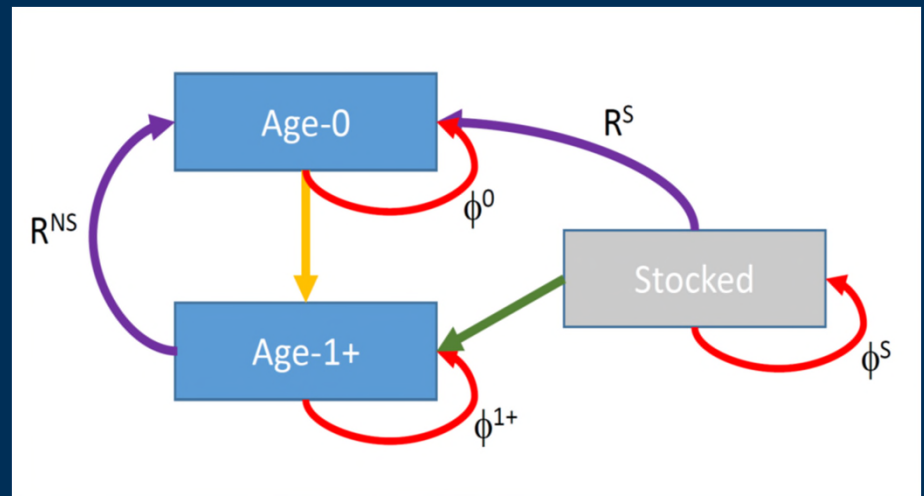 Age-0
R^S
ϕ^0
R^NS
Stocked
Age-1+
ϕ^S
ϕ^1+